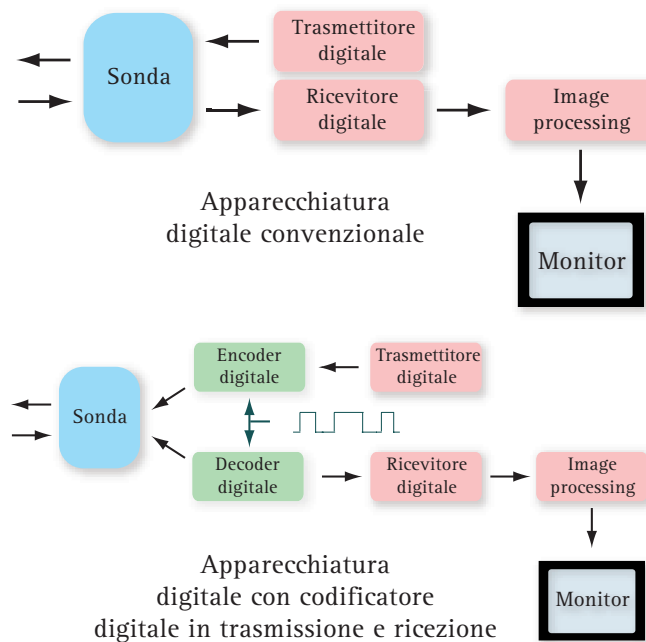 Trasmettitore
digitale
Sonda
Ricevitore
digitale
Image
processing
Apparecchiatura
digitale convenzionale
Monitor
Encoder
digitale
Trasmettitore
digitale
Sonda
Decoder
digitale
Ricevitore
digitale
Image
processing
Apparecchiatura
digitale con codificatore
digitale in trasmissione e ricezione
Monitor